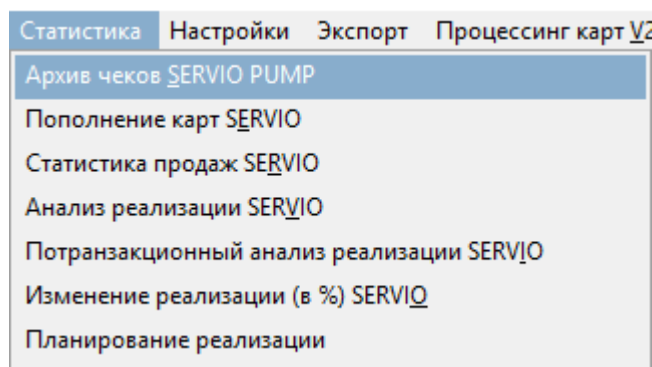 Статистика Настройки Экспорт Процессинг карт V2
Архив чеков SERVIO PUMP
Пополнение карт SERVIO
Статистика продаж SERVIO
Анализ реализации SERVIO
Потранзакционный анализ реализации SERVIO
Изменение реализации (в %) SERVIO
Планирование реализации